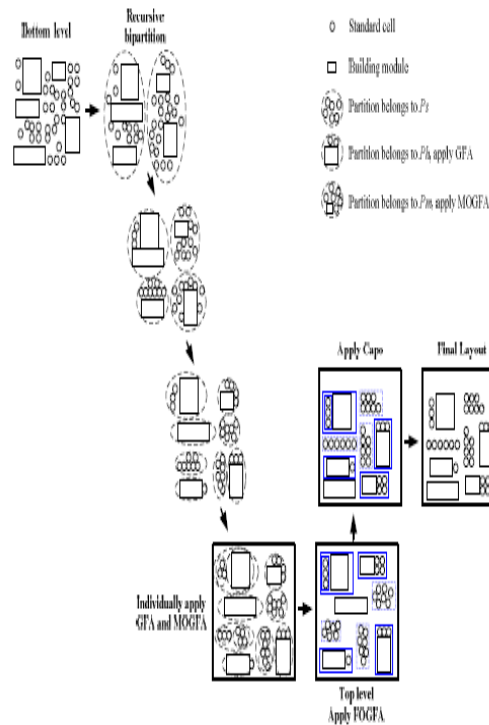 Bottom level
Recursive
bipartition
Standard cell
Building module
Partition belongs to Ps
Partition belongs to Pb, apply GFA
Partition belongs to Pm, apply MOGFA
Apply Capo
Final Layout
Individually apply
GFA and MOGFA
Top level
Apply FOGFA